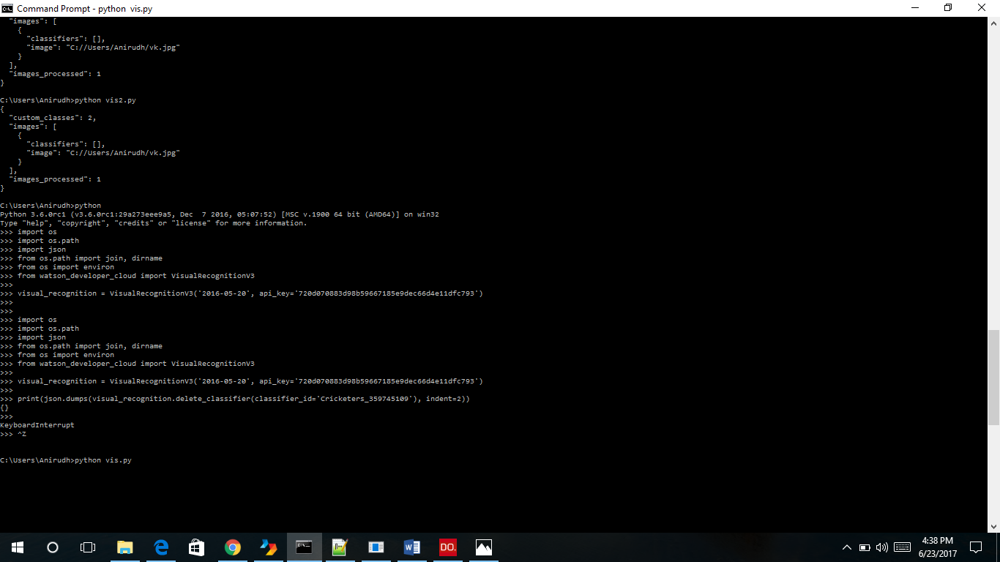 Command Prompt - python  vis.py
  "images": [
    {
      "classifiers": [],
      "image": "C://Users/Anirudh/vk.jpg"
    }
  ],
  "images_processed": 1
}
C:\Users\Anirudh>python vis2.py
{
  "custom_classes": 2,
  "images": [
    {
      "classifiers": [],
      "image": "C://Users/Anirudh/vk.jpg"
    }
  ],
  "images_processed": 1
}
C:\Users\Anirudh>python
Python 3.6.0rc1 (v3.6.0rc1:29a273eee9a5, Dec  7 2016, 05:07:52) [MSC v.1900 64 bit (AMD64)] on win32
Type "help", "copyright", "credits" or "license" for more information.
>>> import os
>>> import os.path
>>> import json
>>> from os.path import join, dirname
>>> from os import environ
>>> from watson_developer_cloud import VisualRecognitionV3
>>>
>>> visual_recognition = VisualRecognitionV3('2016-05-20', api_key='720d070883d98b59667185e9dec66d4e11dfc793')
>>>
>>>
>>> import os
>>> import os.path
>>> import json
>>> from os.path import join, dirname
>>> from os import environ
>>> from watson_developer_cloud import VisualRecognitionV3
>>>
>>> visual_recognition = VisualRecognitionV3('2016-05-20', api_key='720d070883d98b59667185e9dec66d4e11dfc793')
>>>
>>> print(json.dumps(visual_recognition.delete_classifier(classifier_id='Cricketers_359745109'), indent=2))
{}
>>>
KeyboardInterrupt
>>> ^Z
C:\Users\Anirudh>python vis.py
DO.
4:38 PM
6/23/2017